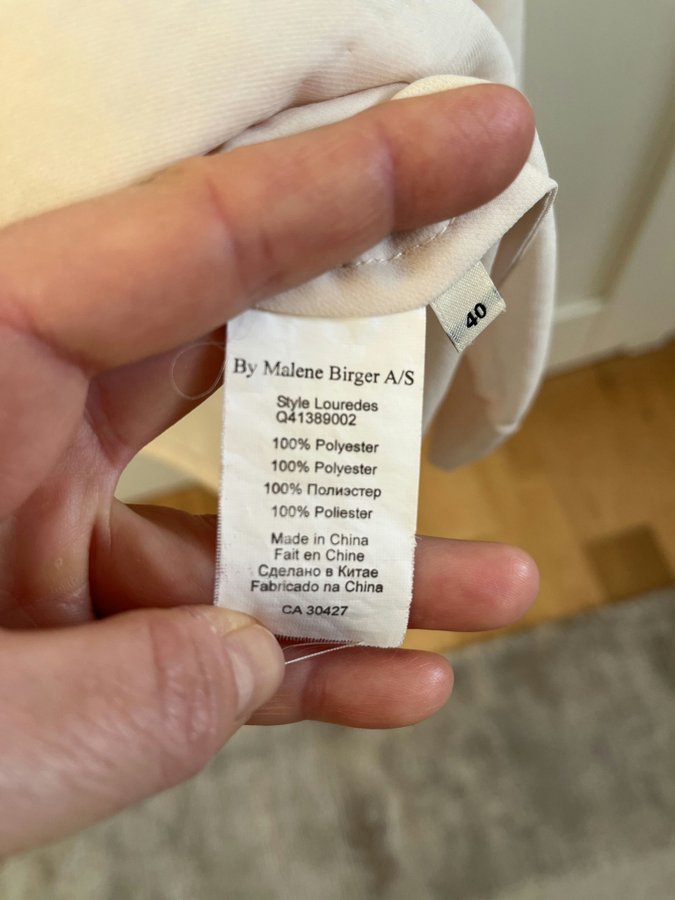 By Malene Birger A/S
Style Louredes
Q41389002
100% Polyester
100% Polyester
100% Полиэстер
100% Poliester
Made in China
Fait en Chine
Сделано в Китае
Fabricado na China
CA 30427
40